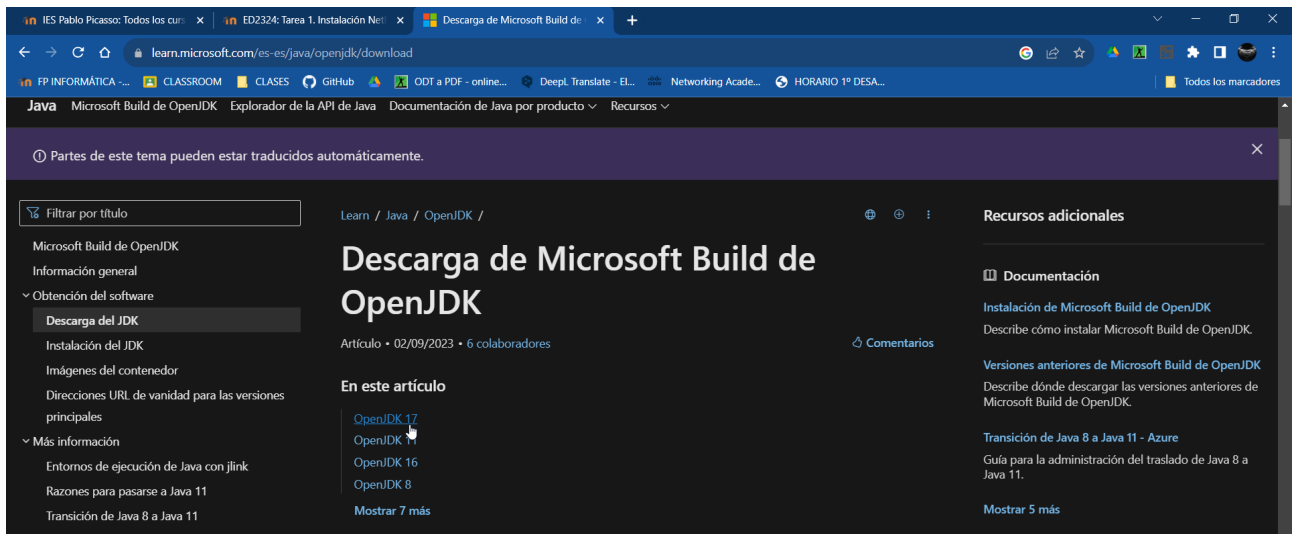 IES Pablo Picasso: Todos los curs
ED2324: Tarea 1. Instalación Net
Descarga de Microsoft Build de
learn.microsoft.com/es-es/java/openjdk/download
FP INFORMÁTICA -...
CLASSROOM
CLASES
GitHub
ODT a PDF - online...
DeepL Translate - El...
Networking Acade...
HORARIO 1º DESA...
Todos los marcadores
Java
Microsoft Build de OpenJDK
Explorador de la API de Java
Documentación de Java por producto
Recursos
Partes de este tema pueden estar traducidos automáticamente.
Filtrar por título
Microsoft Build de OpenJDK
Información general
Obtención del software
Descarga del JDK
Instalación del JDK
Imágenes del contenedor
Direcciones URL de vanidad para las versiones
principales
Más información
Entornos de ejecución de Java con jlink
Razones para pasarse a Java 11
Transición de Java 8 a Java 11
Learn / Java / OpenJDK /
Descarga de Microsoft Build de
OpenJDK
Artículo • 02/09/2023 • 6 colaboradores
Comentarios
En este artículo
OpenJDK 17
OpenJDK 11
OpenJDK 16
OpenJDK 8
Mostrar 7 más
Recursos adicionales
Documentación
Instalación de Microsoft Build de OpenJDK
Describe cómo instalar Microsoft Build de OpenJDK.
Versiones anteriores de Microsoft Build de OpenJDK
Describe dónde descargar las versiones anteriores de
Microsoft Build de OpenJDK.
Transición de Java 8 a Java 11 - Azure
Guía para la administración del traslado de Java 8 a
Java 11.
Mostrar 5 más